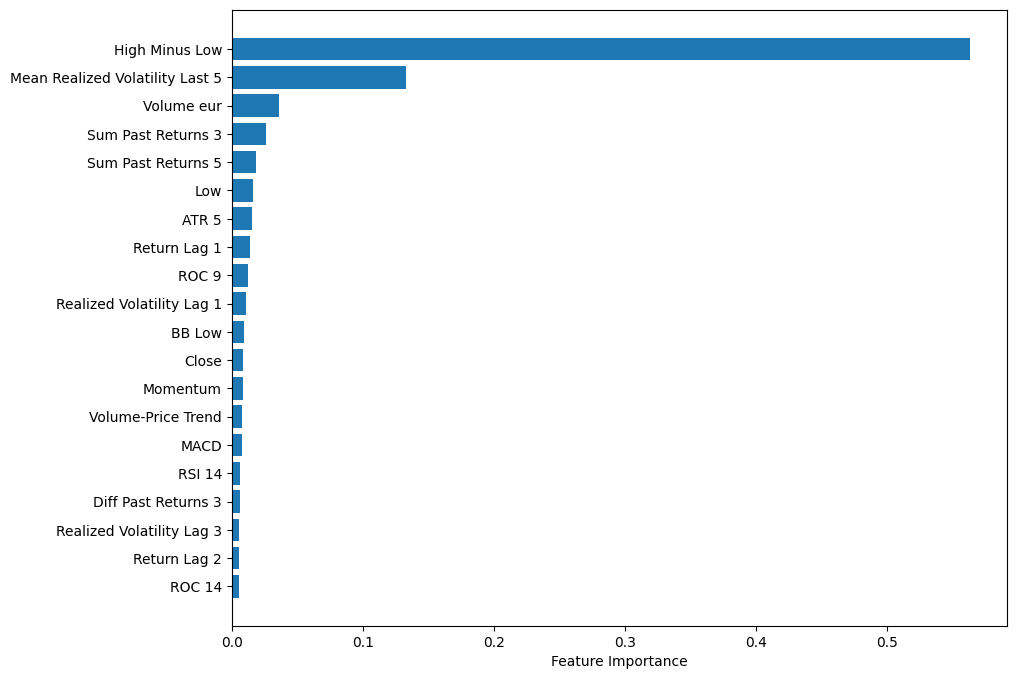 High Minus Low
Mean Realized Volatility Last 5
Volume eur
Sum Past Returns 3
Sum Past Returns 5
Low
ATR 5
Return Lag 1
ROC 9
Realized Volatility Lag 1
BB Low
Close
Momentum
Volume-Price Trend
MACD
RSI 14
Diff Past Returns 3
Realized Volatility Lag 3
Return Lag 2
ROC 14
0.0 0.1 0.2 0.3 0.4 0.5
Feature Importance